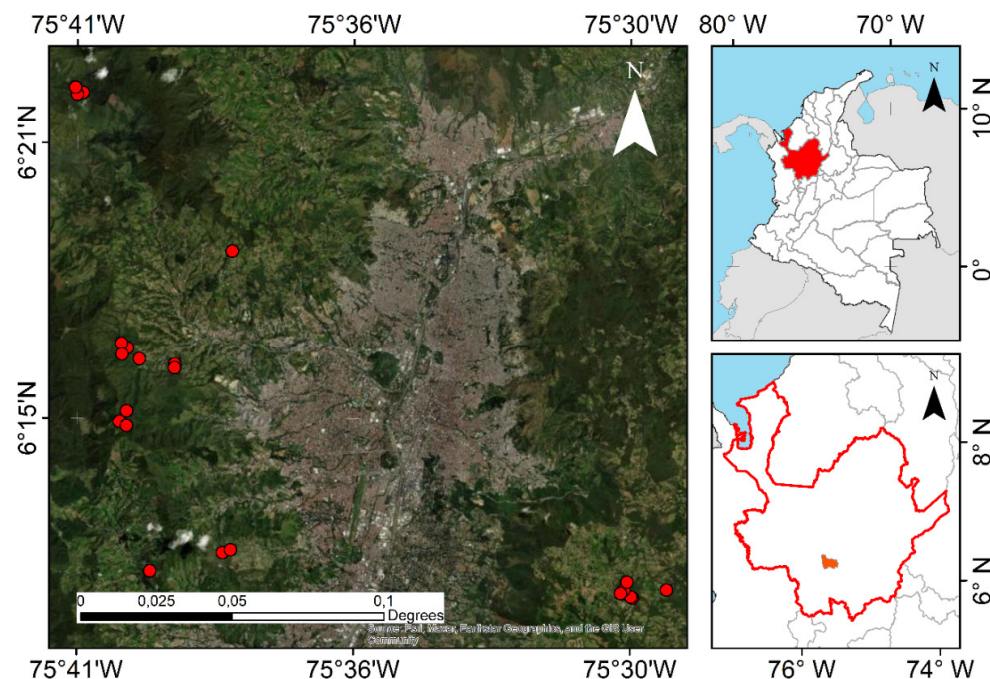 75°41'W 75°36'W 75°30'W
80° W 70° W
N
N
6°21'N
10° N
0°
6°15'N
N
8° N
6° N
0 0,025 0,05 0,1
Degrees
Source: Esri, Maxar, Earthstar Geographics, and the GIS User
Community
75°41'W 75°36'W 75°30'W
76° W 74° W